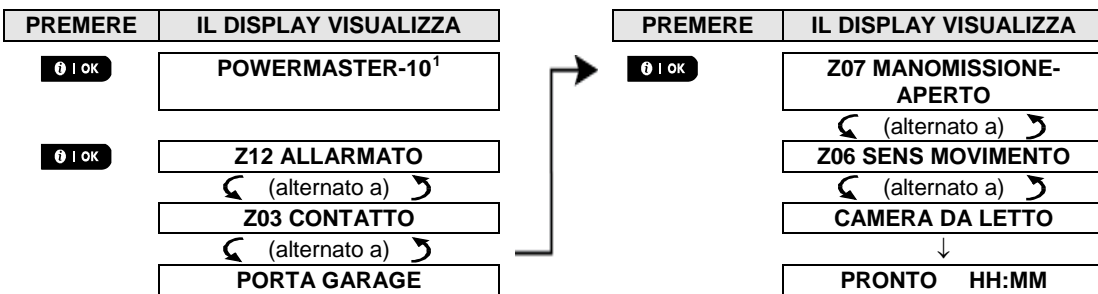 PREMERE IL DISPLAY VISUALIZZA
i | OK POWERMASTER-10¹
i | OK Z12 ALLARMATO
(alternato a)
Z03 CONTATTO
(alternato a)
PORTA GARAGE
PREMERE IL DISPLAY VISUALIZZA
i | OK Z07 MANOMISSIONE-
APERTO
(alternato a)
Z06 SENS MOVIMENTO
(alternato a)
CAMERA DA LETTO
↓
PRONTO HH:MM